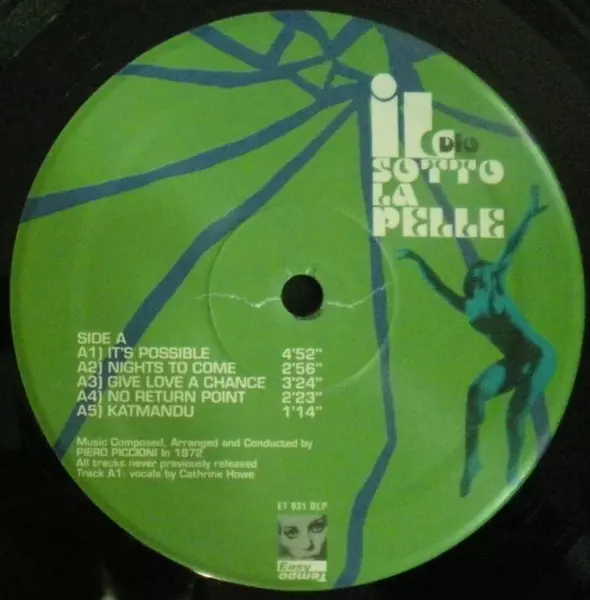 il
Dio
SOTTO
LA
PELLE
SIDE A
A1) IT'S POSSIBLE 4'52"
A2) NIGHTS TO COME 2'56"
A3) GIVE LOVE A CHANCE 3'24"
A4) NO RETURN POINT 2'23"
A5) KATMANDU 1'14"
Music Composed, Arranged and Conducted by
PIERO PICCIONI in 1972
All tracks never previously released
Track A1: vocals by Cathrine Howe
ET 931 DLP
Easy
Tempo